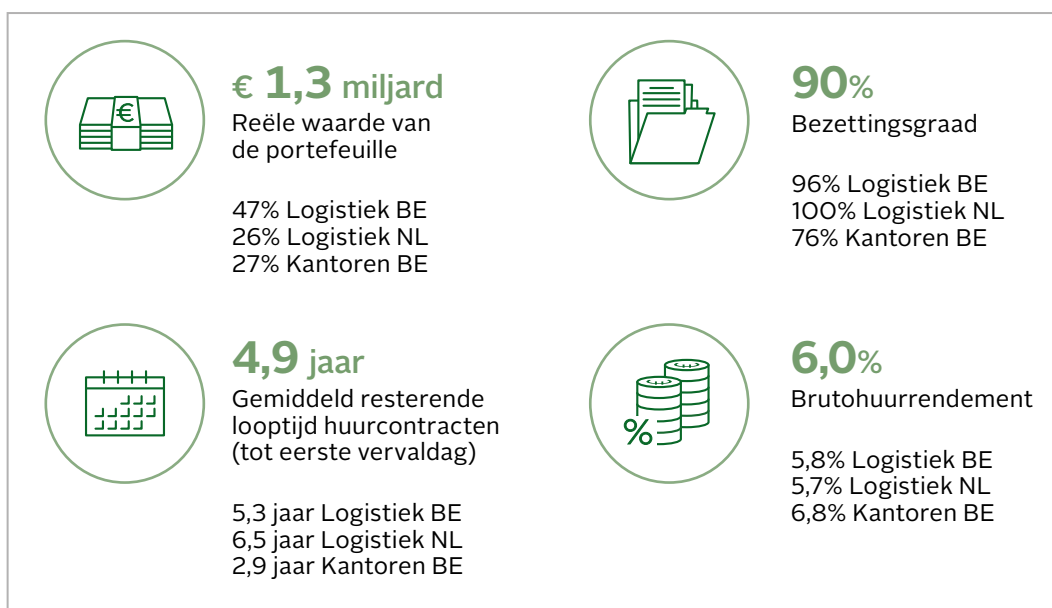 € 1,3 miljard
Reële waarde van
de portefeuille
47% Logistiek BE
26% Logistiek NL
27% Kantoren BE
90%
Bezettingsgraad
96% Logistiek BE
100% Logistiek NL
76% Kantoren BE
4,9 jaar
Gemiddeld resterende
looptijd huurcontracten
(tot eerste vervaldag)
5,3 jaar Logistiek BE
6,5 jaar Logistiek NL
2,9 jaar Kantoren BE
6,0%
Brutohuurrendement
5,8% Logistiek BE
5,7% Logistiek NL
6,8% Kantoren BE